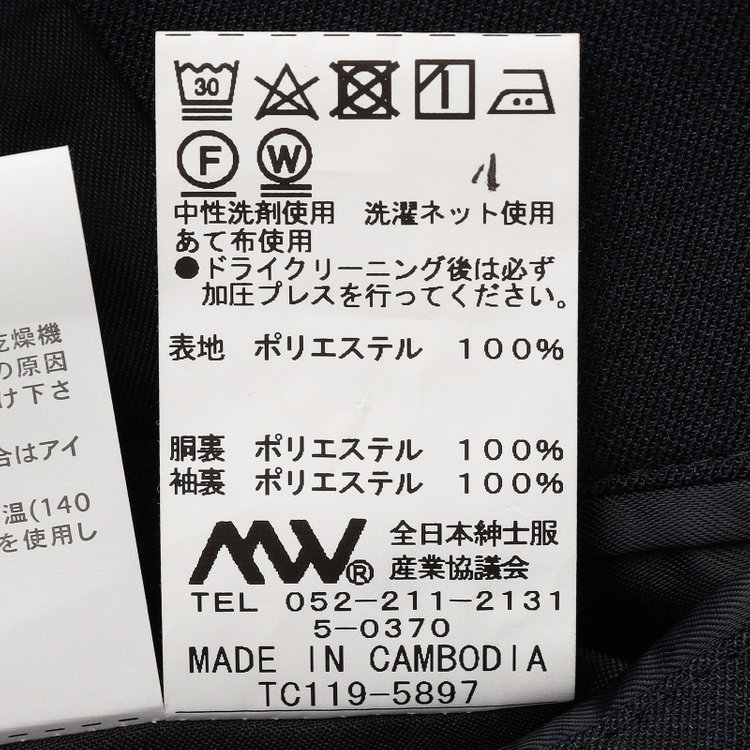 30
F W
中性洗剤使用 洗濯ネット使用
あて布使用
●ドライクリーニング後は必ず
加圧プレスを行ってください。
表地 ポリエステル 100%
胴裏 ポリエステル 100%
袖裏 ポリエステル 100%
MW® 全日本紳士服
産業協議会
TEL 052-211-2131
5-0370
MADE IN CAMBODIA
TC119-5897
乾燥機
の原因
け下さ
合はアイ
温(140
を使用し